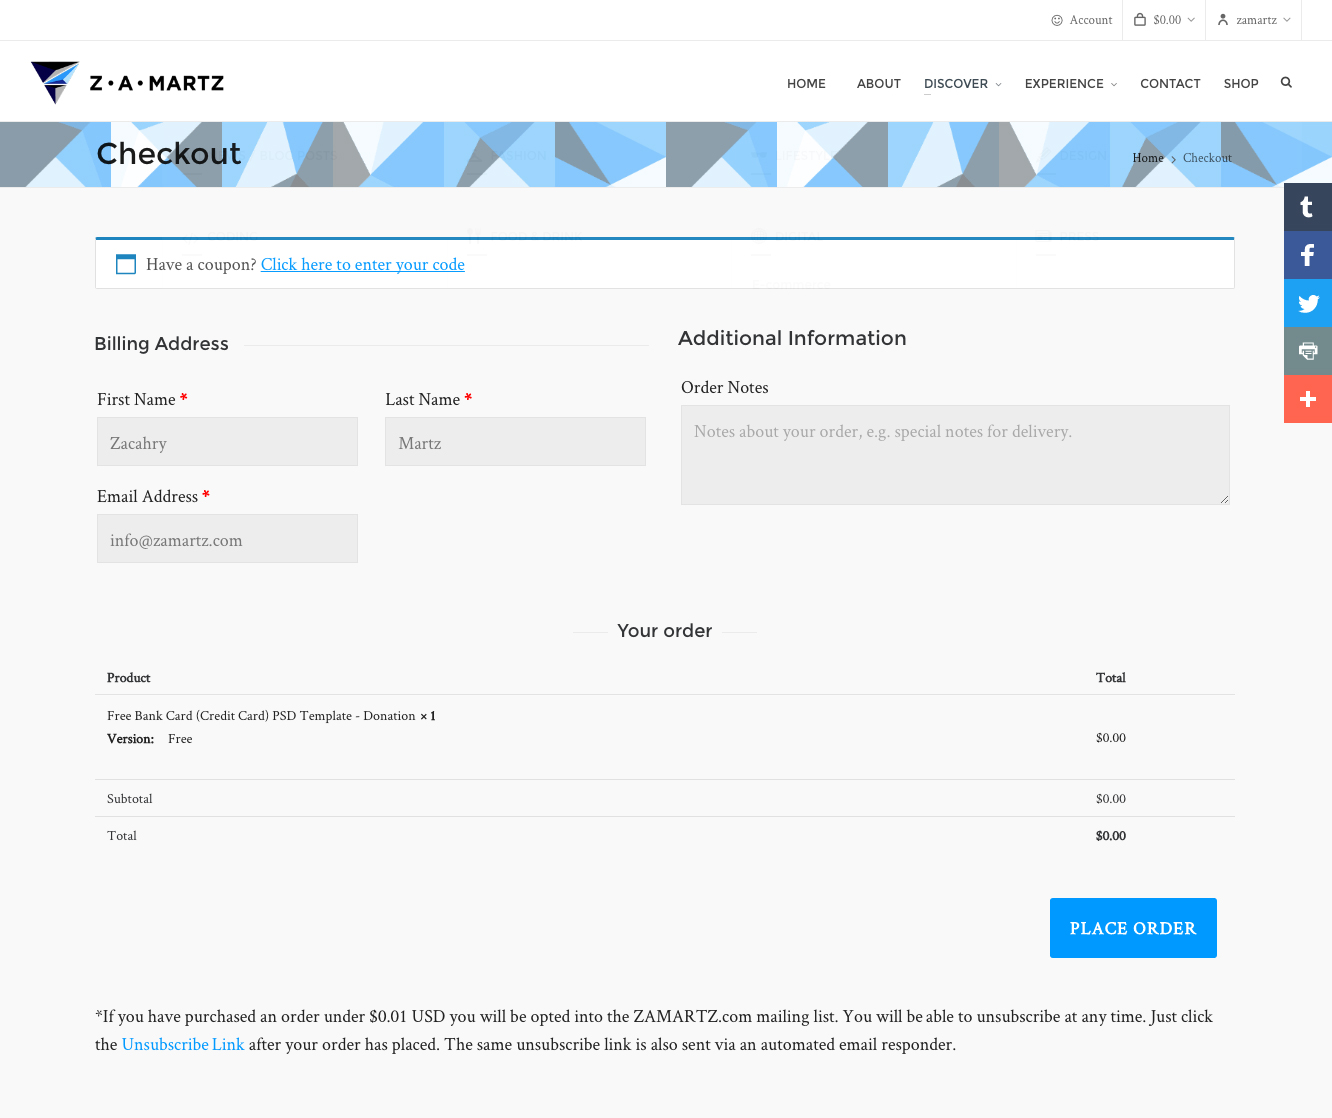 Account
$0.00
zamartz
Z·A·MARTZ
HOME ABOUT DISCOVER EXPERIENCE CONTACT SHOP
Checkout
Home > Checkout
Have a coupon? Click here to enter your code
Billing Address
Additional Information
First Name *
Last Name *
Order Notes
Zacahry
Martz
Notes about your order, e.g. special notes for delivery.
Email Address *
info@zamartz.com
Your order
Product Total
Free Bank Card (Credit Card) PSD Template - Donation × 1
Version: Free
$0.00
Subtotal $0.00
Total $0.00
PLACE ORDER
*If you have purchased an order under $0.01 USD you will be opted into the ZAMARTZ.com mailing list. You will be able to unsubscribe at any time. Just click
the Unsubscribe Link after your order has placed. The same unsubscribe link is also sent via an automated email responder.